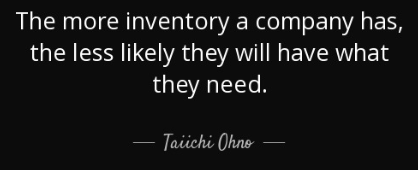 The more inventory a company has,
the less likely they will have what
they need.
Taiichi Ohno